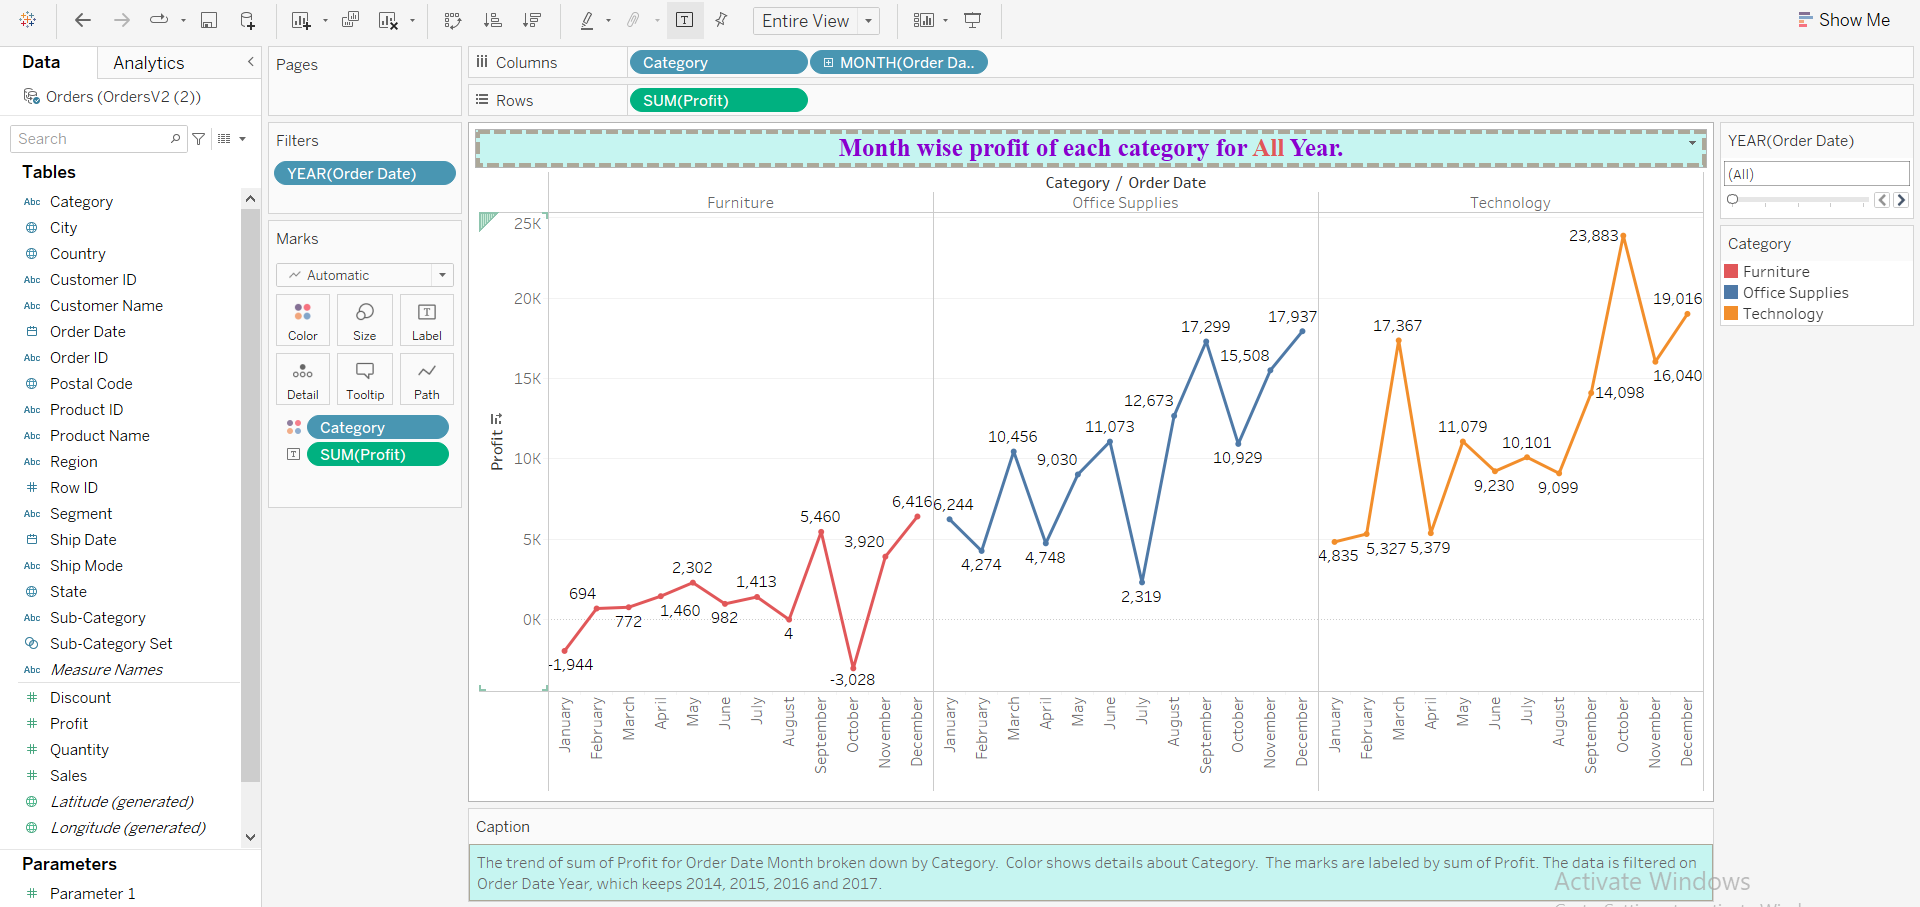 Entire View
Show Me
Data
Analytics
Orders (OrdersV2 (2))
Search
Tables
Abc Category
City
Country
Abc Customer ID
Abc Customer Name
Order Date
Abc Order ID
Postal Code
Abc Product ID
Abc Product Name
Abc Region
# Row ID
Abc Segment
Ship Date
Abc Ship Mode
State
Abc Sub-Category
Sub-Category Set
Abc Measure Names
# Discount
# Profit
# Quantity
# Sales
Latitude (generated)
Longitude (generated)
Parameters
# Parameter 1
Pages
Filters
YEAR(Order Date)
Marks
Automatic
Color
Size
Label
Detail
Tooltip
Path
Category
SUM(Profit)
Columns
Category
MONTH(Order Da..
Rows
SUM(Profit)
Month wise profit of each category for All Year.
Category / Order Date
Furniture
Office Supplies
Technology
Profit
25K
20K
15K
10K
5K
0K
-1,944
694
772
1,460
2,302
982
1,413
4
5,460
-3,028
3,920
6,416
6,244
4,274
10,456
4,748
9,030
11,073
2,319
12,673
17,299
10,929
15,508
17,937
4,835
5,327
17,367
5,379
11,079
9,230
10,101
9,099
14,098
23,883
16,040
19,016
January
February
March
April
May
June
July
August
September
October
November
December
January
February
March
April
May
June
July
August
September
October
November
December
January
February
March
April
May
June
July
August
September
October
November
December
YEAR(Order Date)
(All)
Category
Furniture
Office Supplies
Technology
Caption
The trend of sum of Profit for Order Date Month broken down by Category. Color shows details about Category. The marks are labeled by sum of Profit. The data is filtered on
Order Date Year, which keeps 2014, 2015, 2016 and 2017.
Activate Windows